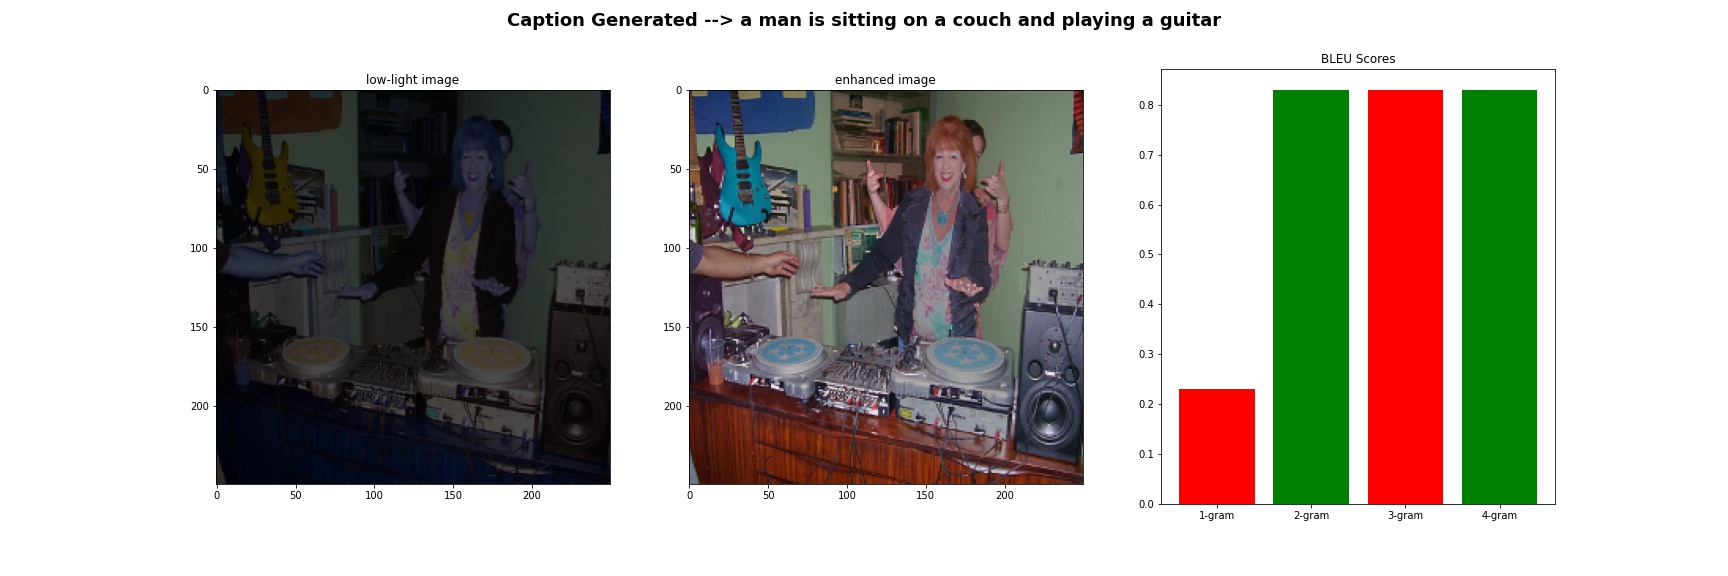 Caption Generated --> a man is sitting on a couch and playing a guitar
low-light image
0
50
100
150
200
0 50 100 150 200
enhanced image
0
50
100
150
200
0 50 100 150 200
BLEU Scores
0.8
0.7
0.6
0.5
0.4
0.3
0.2
0.1
0.0
1-gram 2-gram 3-gram 4-gram